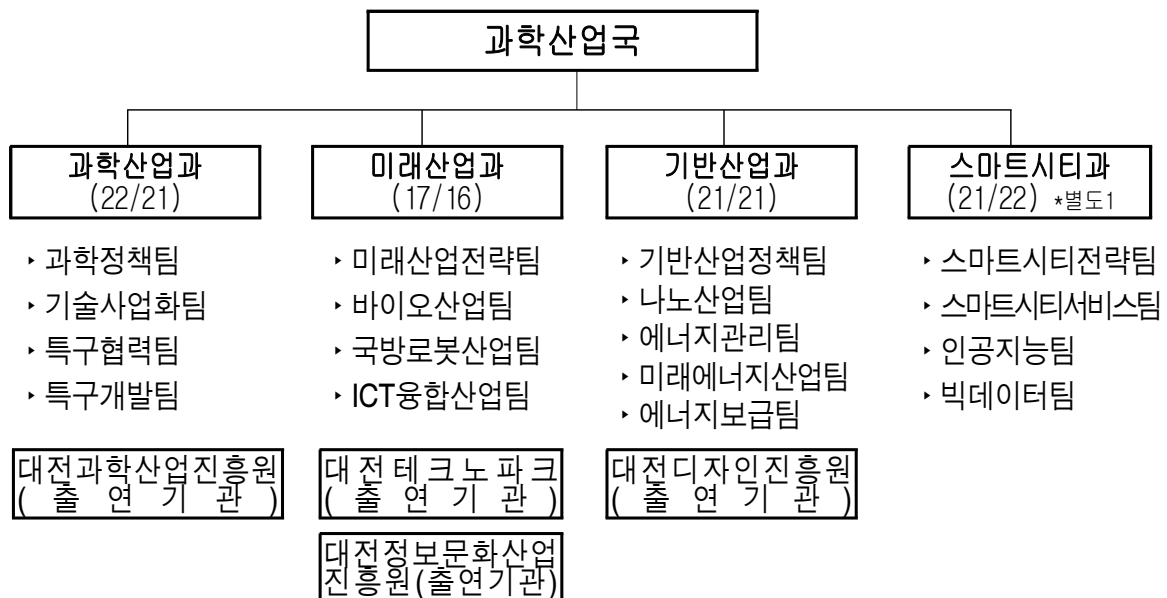 과학산업국
과학산업과
(22/21)
‣ 과학정책팀
‣ 기술사업화팀
‣ 특구협력팀
‣ 특구개발팀
대전과학산업진흥원
(출연기관)
미래산업과
(17/16)
‣ 미래산업전략팀
‣ 바이오산업팀
‣ 국방로봇산업팀
‣ ICT융합산업팀
대전테크노파크
(출연기관)
대전정보문화산업
진흥원(출연기관)
기반산업과
(21/21)
‣ 기반산업정책팀
‣ 나노산업팀
‣ 에너지관리팀
‣ 미래에너지산업팀
‣ 에너지보급팀
대전디자인진흥원
(출연기관)
스마트시티과
(21/22) *별도1
‣ 스마트시티전략팀
‣ 스마트시티서비스팀
‣ 인공지능팀
‣ 빅데이터팀